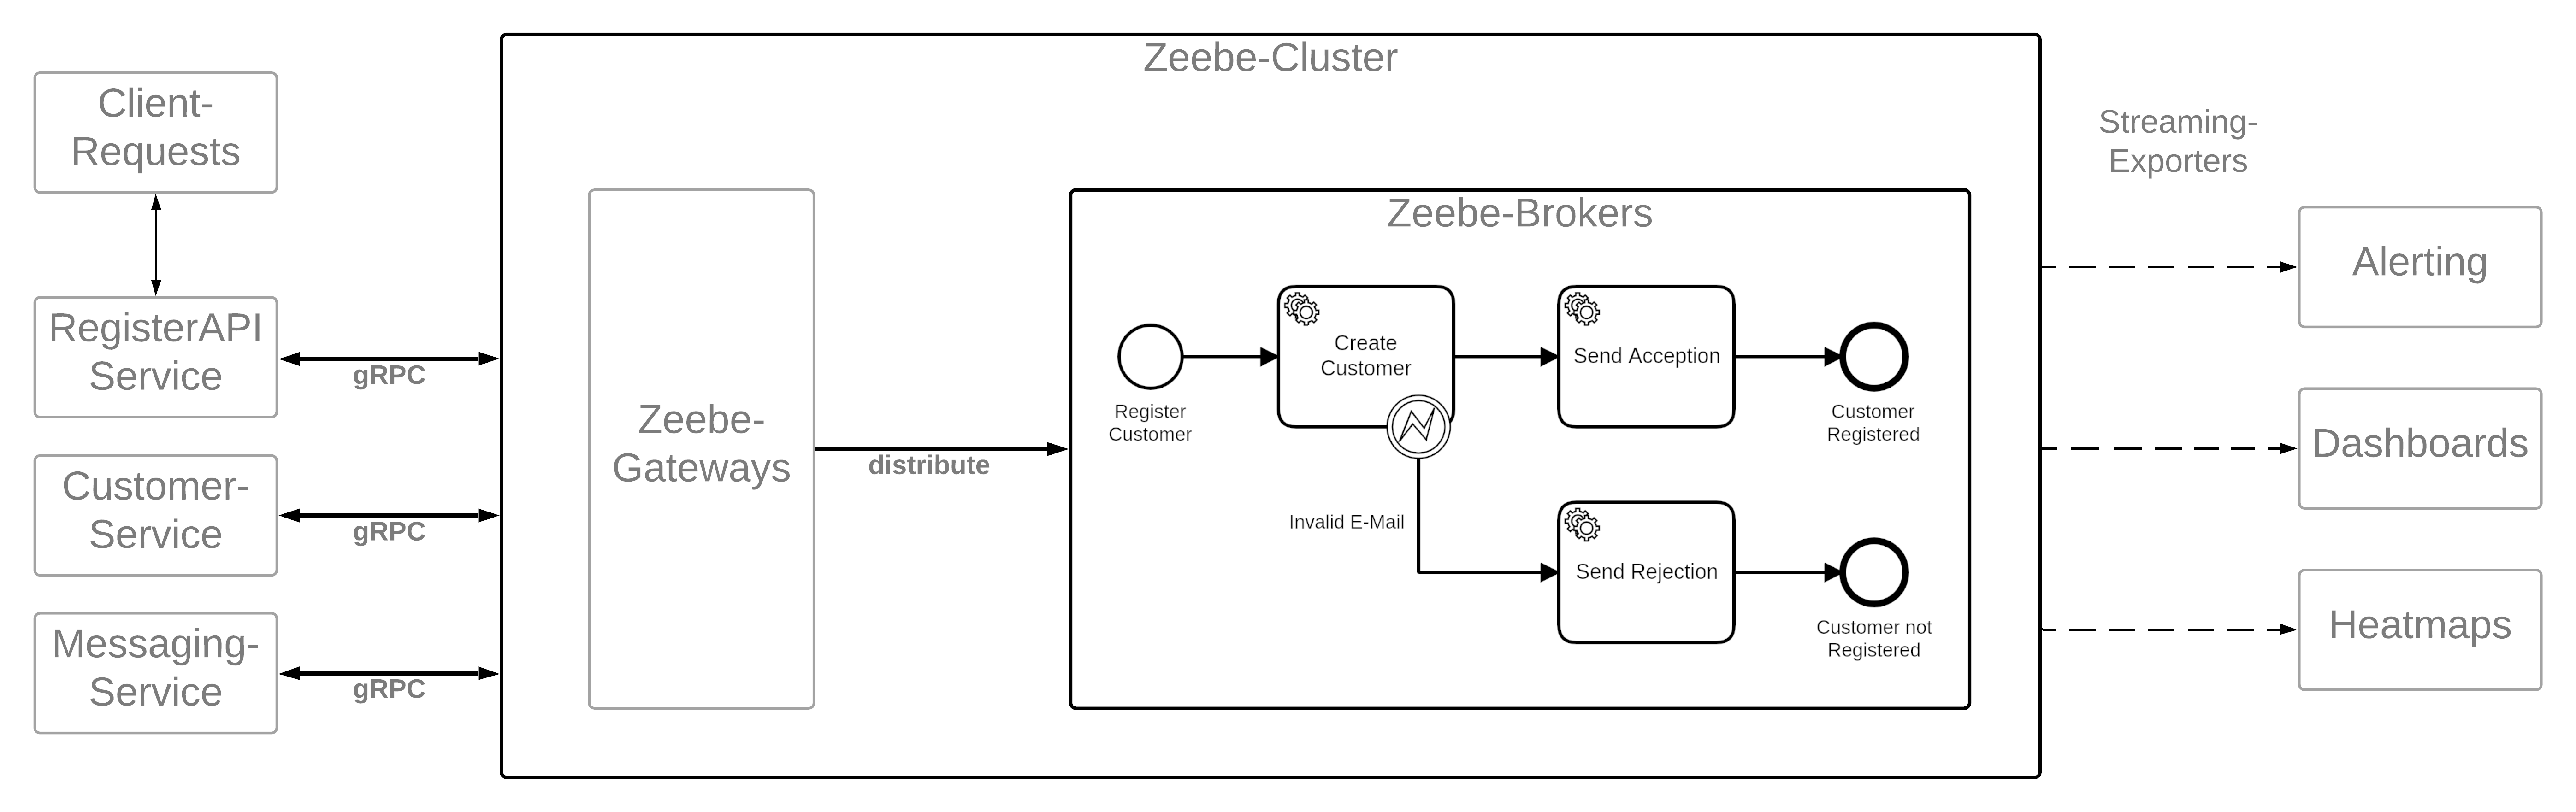 Zeebe-Cluster
Client-
Requests
RegisterAPI
Service
gRPC
Customer-
Service
gRPC
Messaging-
Service
gRPC
Zeebe-
Gateways
distribute
Zeebe-Brokers
Register
Customer
Create
Customer
Send Acception
Customer
Registered
Invalid E-Mail
Send Rejection
Customer not
Registered
Streaming-
Exporters
Alerting
Dashboards
Heatmaps